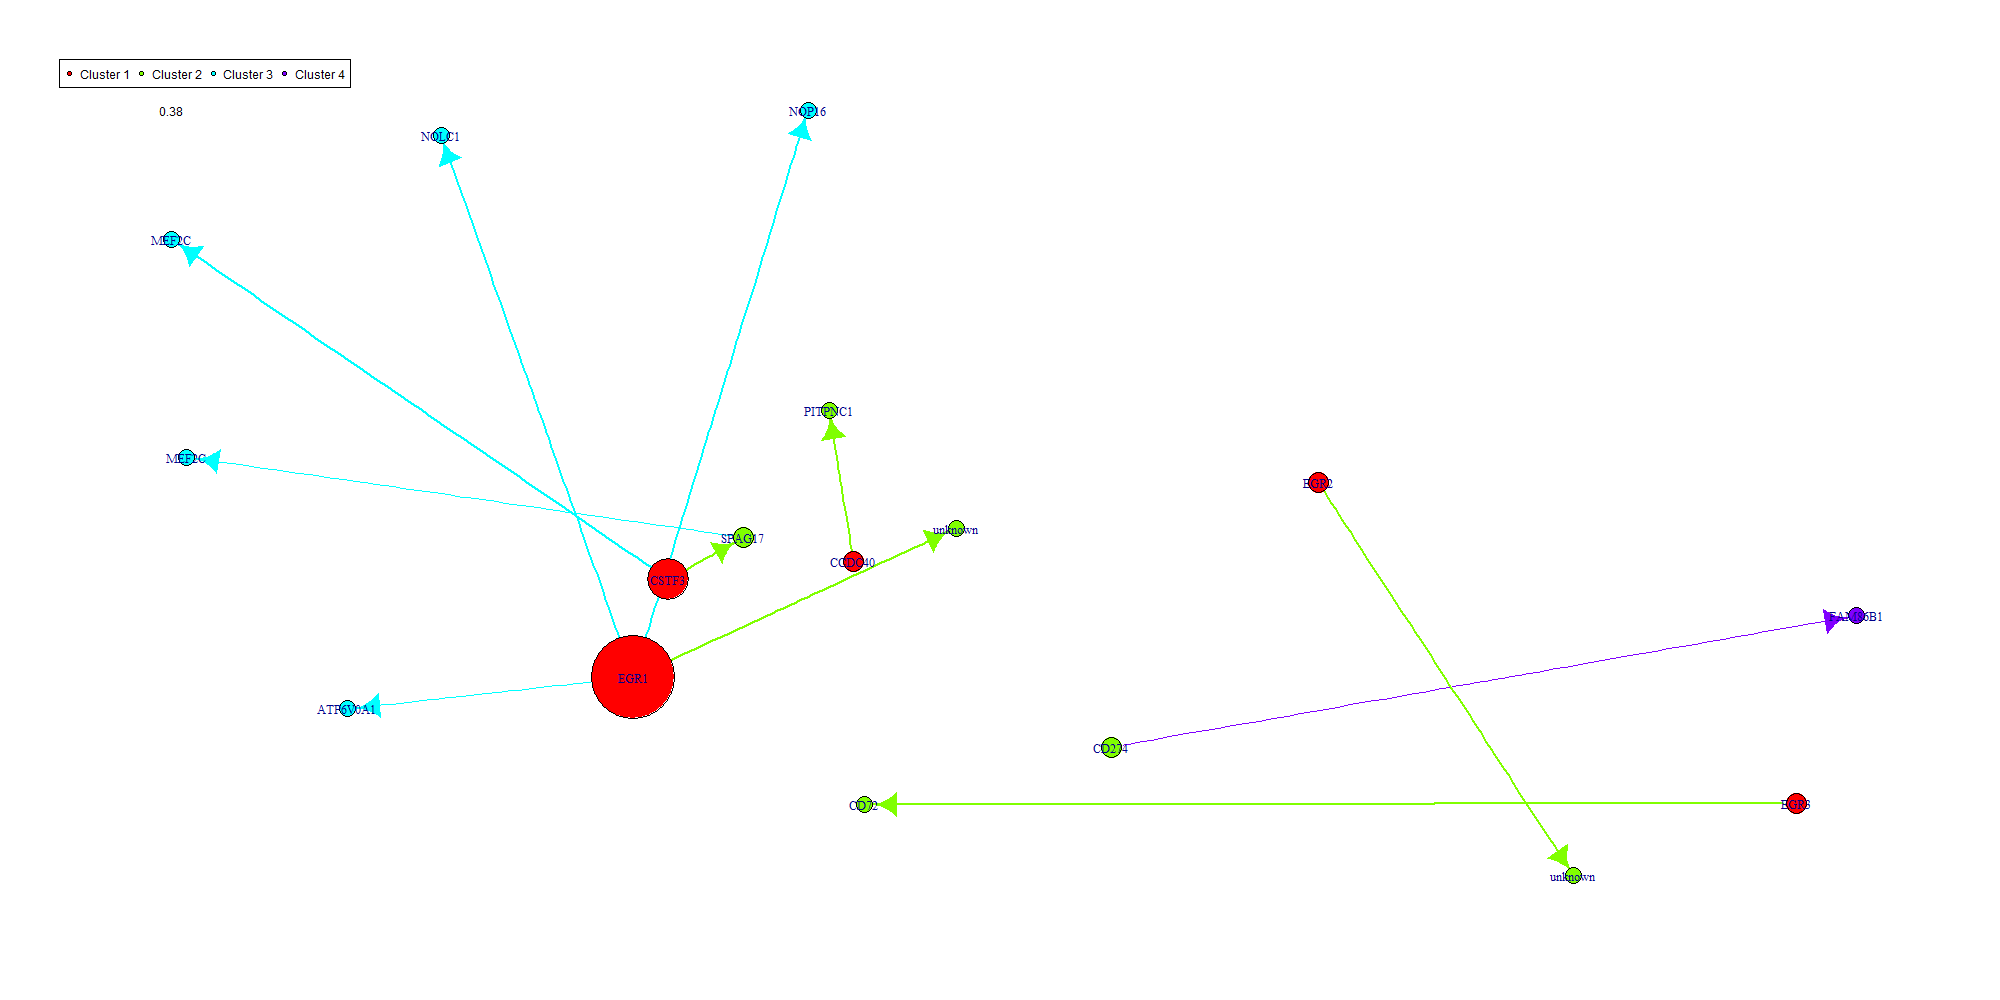 Cluster 1 Cluster 2 Cluster 3 Cluster 4
0.38
NOP16
NOLC1
MEF2C
PITPNC1
MEF2C
EGR2
unknown
SPAG17
CCDC40
CSTF3
FAM86B1
EGR1
ATP6V0A1
CD274
CD72
EGR3
unknown